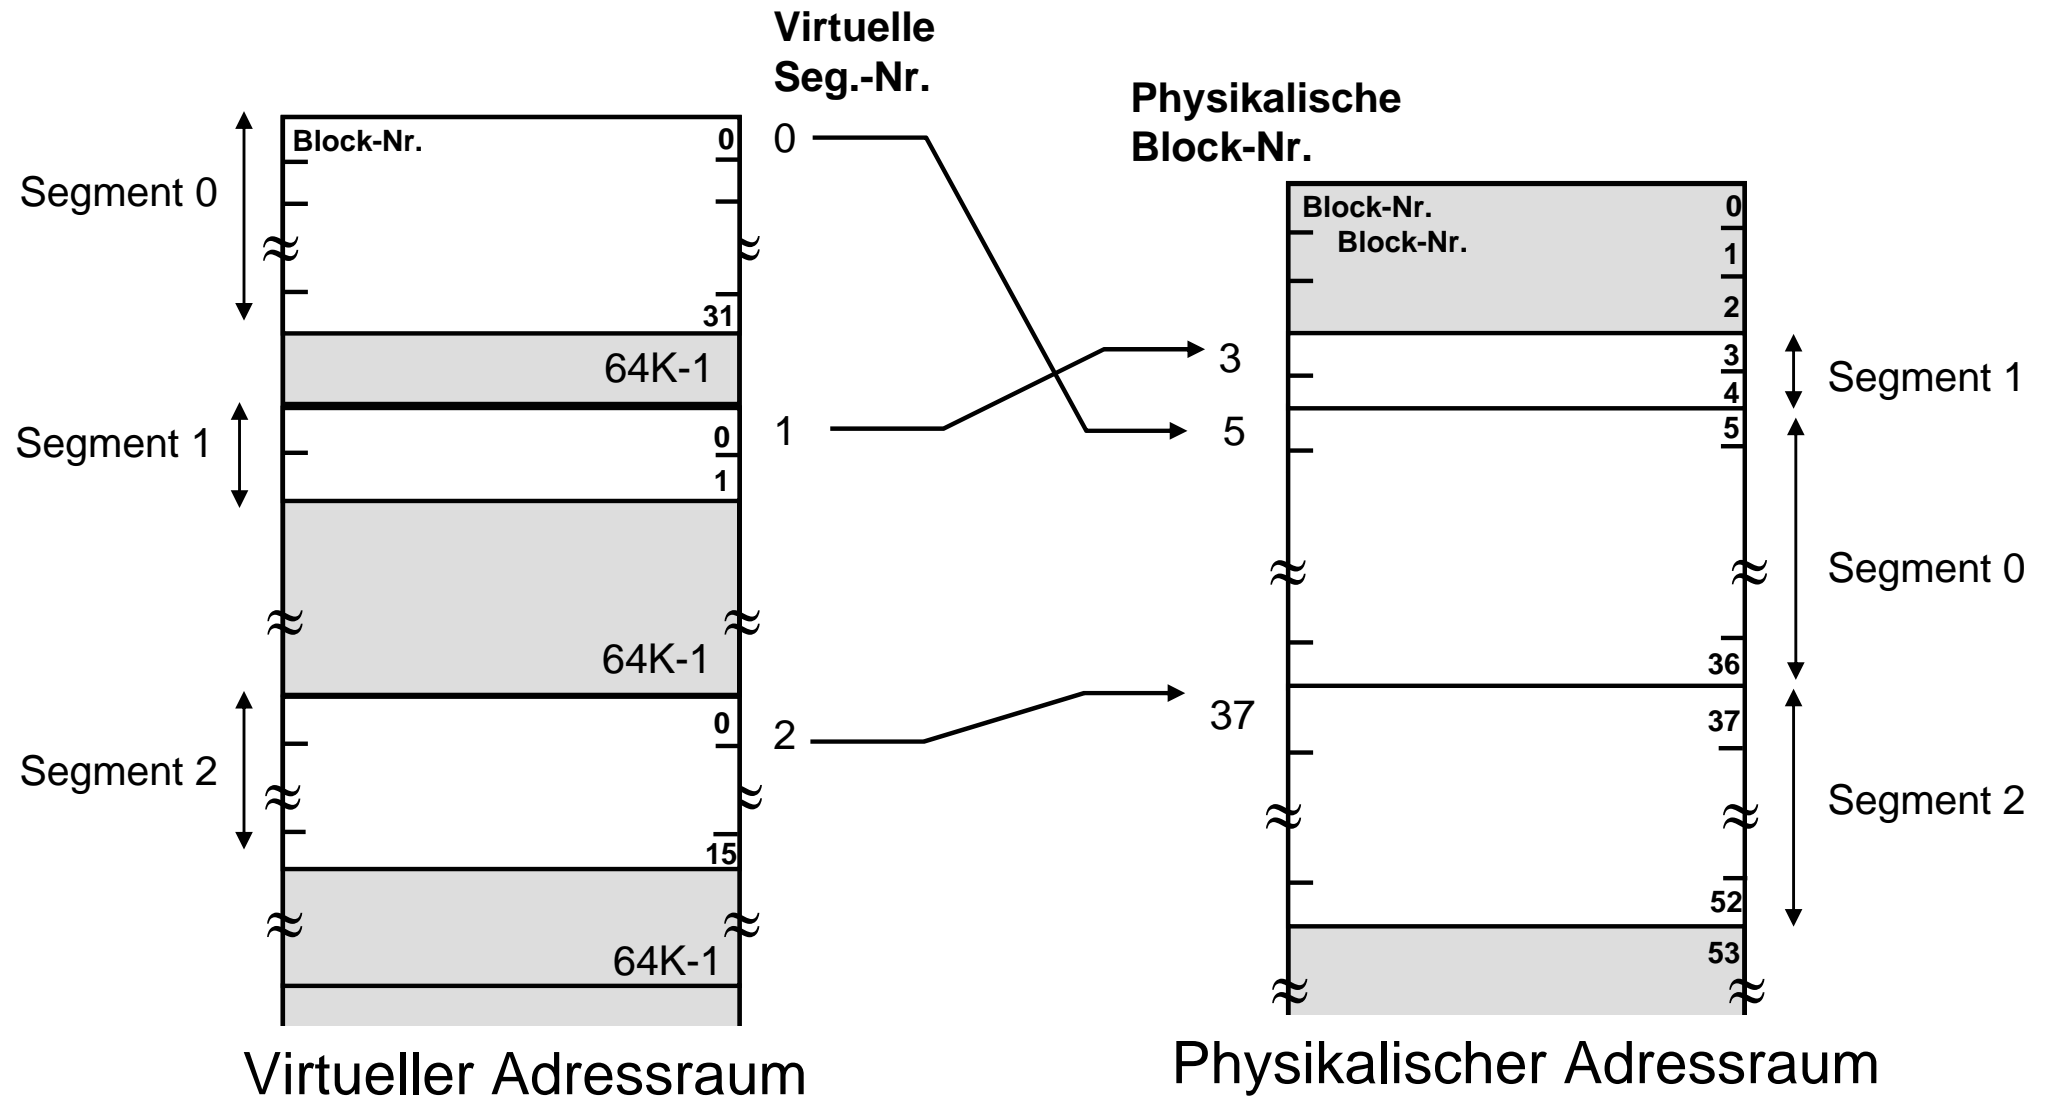 Virtuelle
Seg.-Nr.
Physikalische
Block-Nr.
Segment 0
Block-Nr.
0
31
64K-1
Segment 1
0
1
64K-1
Segment 2
0
15
64K-1
0
1
2
3
5
37
Block-Nr.
0
Block-Nr.
1
2
3
4
Segment 1
5
36
Segment 0
37
52
Segment 2
53
Virtueller Adressraum
Physikalischer Adressraum